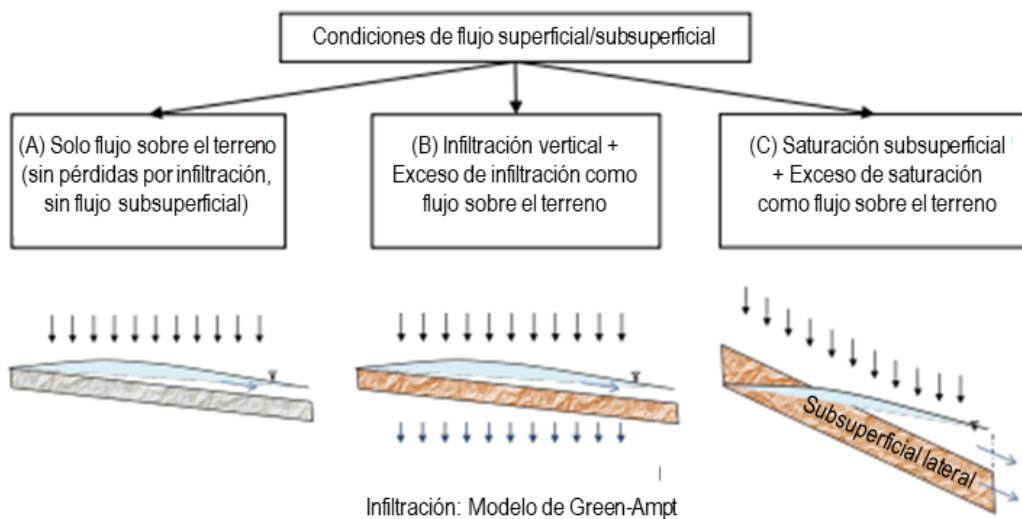 Condiciones de flujo superficial/subsuperficial
(A) Solo flujo sobre el terreno
(sin pérdidas por infiltración,
sin flujo subsuperficial)
(B) Infiltración vertical +
Exceso de infiltración como
flujo sobre el terreno
(C) Saturación subsuperficial
+ Exceso de saturación
como flujo sobre el terreno
Subsuperficial lateral
Infiltración: Modelo de Green-Ampt